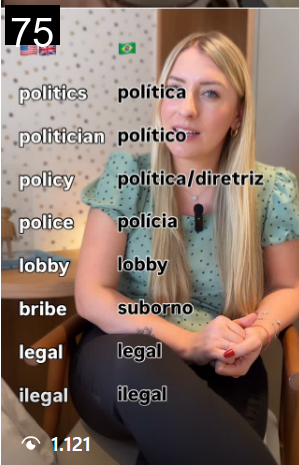 75
politics política
politician político
policy política/diretriz
police polícia
lobby lobby
bribe suborno
legal legal
ilegal ilegal
1.121